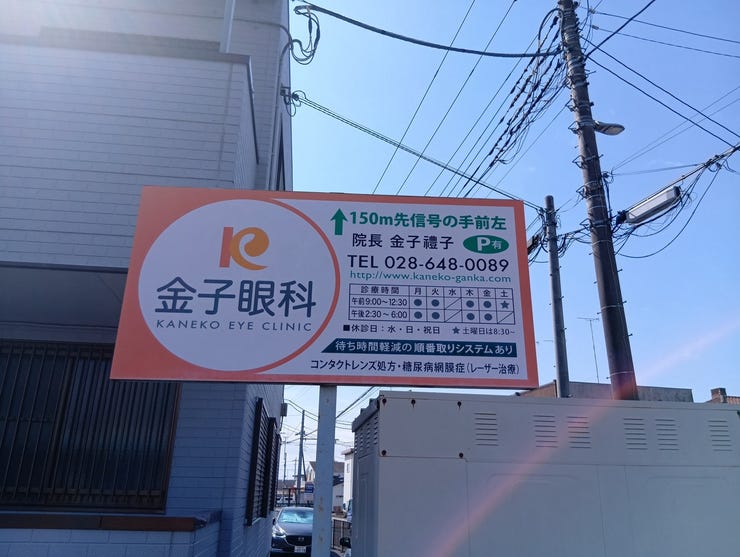 K
金子眼科
KANEKO EYE CLINIC
↑150m先信号の手前左
院長 金子禮子 P有
TEL 028-648-0089
http://www.kaneko-ganka.com
診療時間 月 火 水 木 金 土
午前9:00~12:30 ● ● / ● ● ★
午後2:30~6:00 ● ● / ● ● /
■休診日:水・日・祝日 ★土曜日は8:30~
待ち時間軽減の順番取りシステムあり
コンタクトレンズ処方・糖尿病網膜症(レーザー治療)